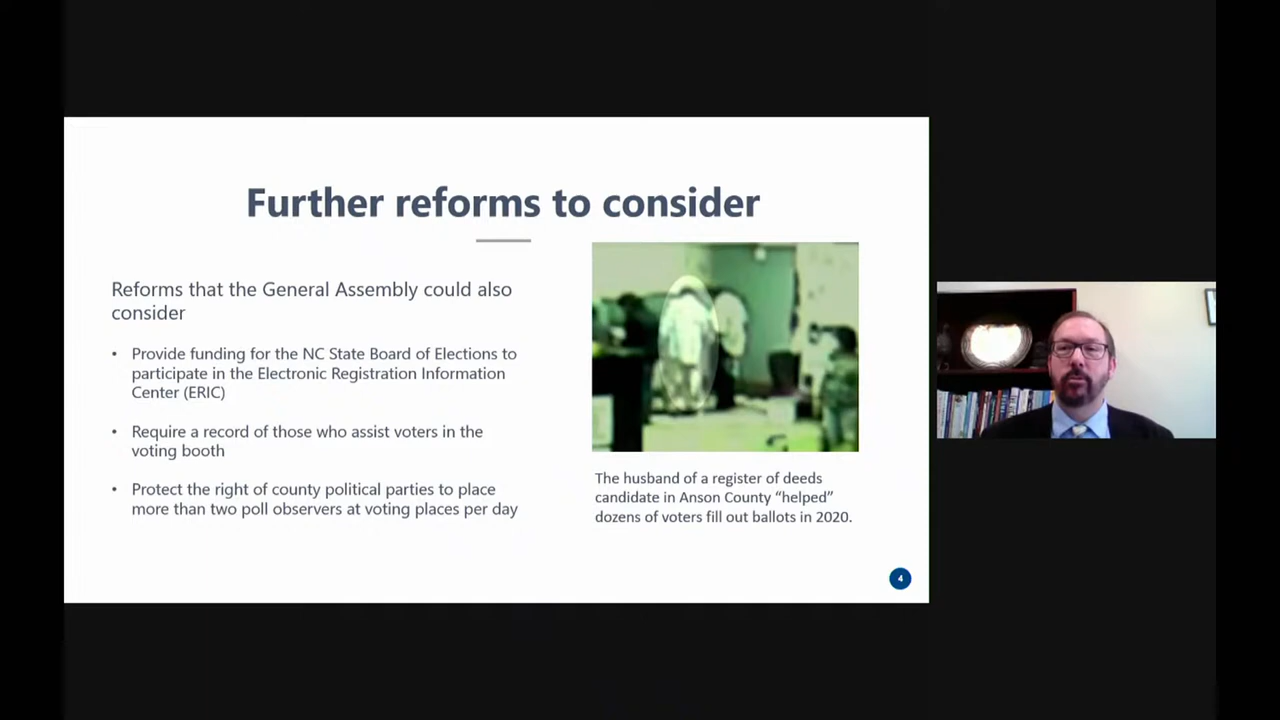 Further reforms to consider
Reforms that the General Assembly could also
consider
• Provide funding for the NC State Board of Elections to
participate in the Electronic Registration Information
Center (ERIC)
• Require a record of those who assist voters in the
voting booth
• Protect the right of county political parties to place
more than two poll observers at voting places per day
The husband of a register of deeds
candidate in Anson County “helped”
dozens of voters fill out ballots in 2020.
4